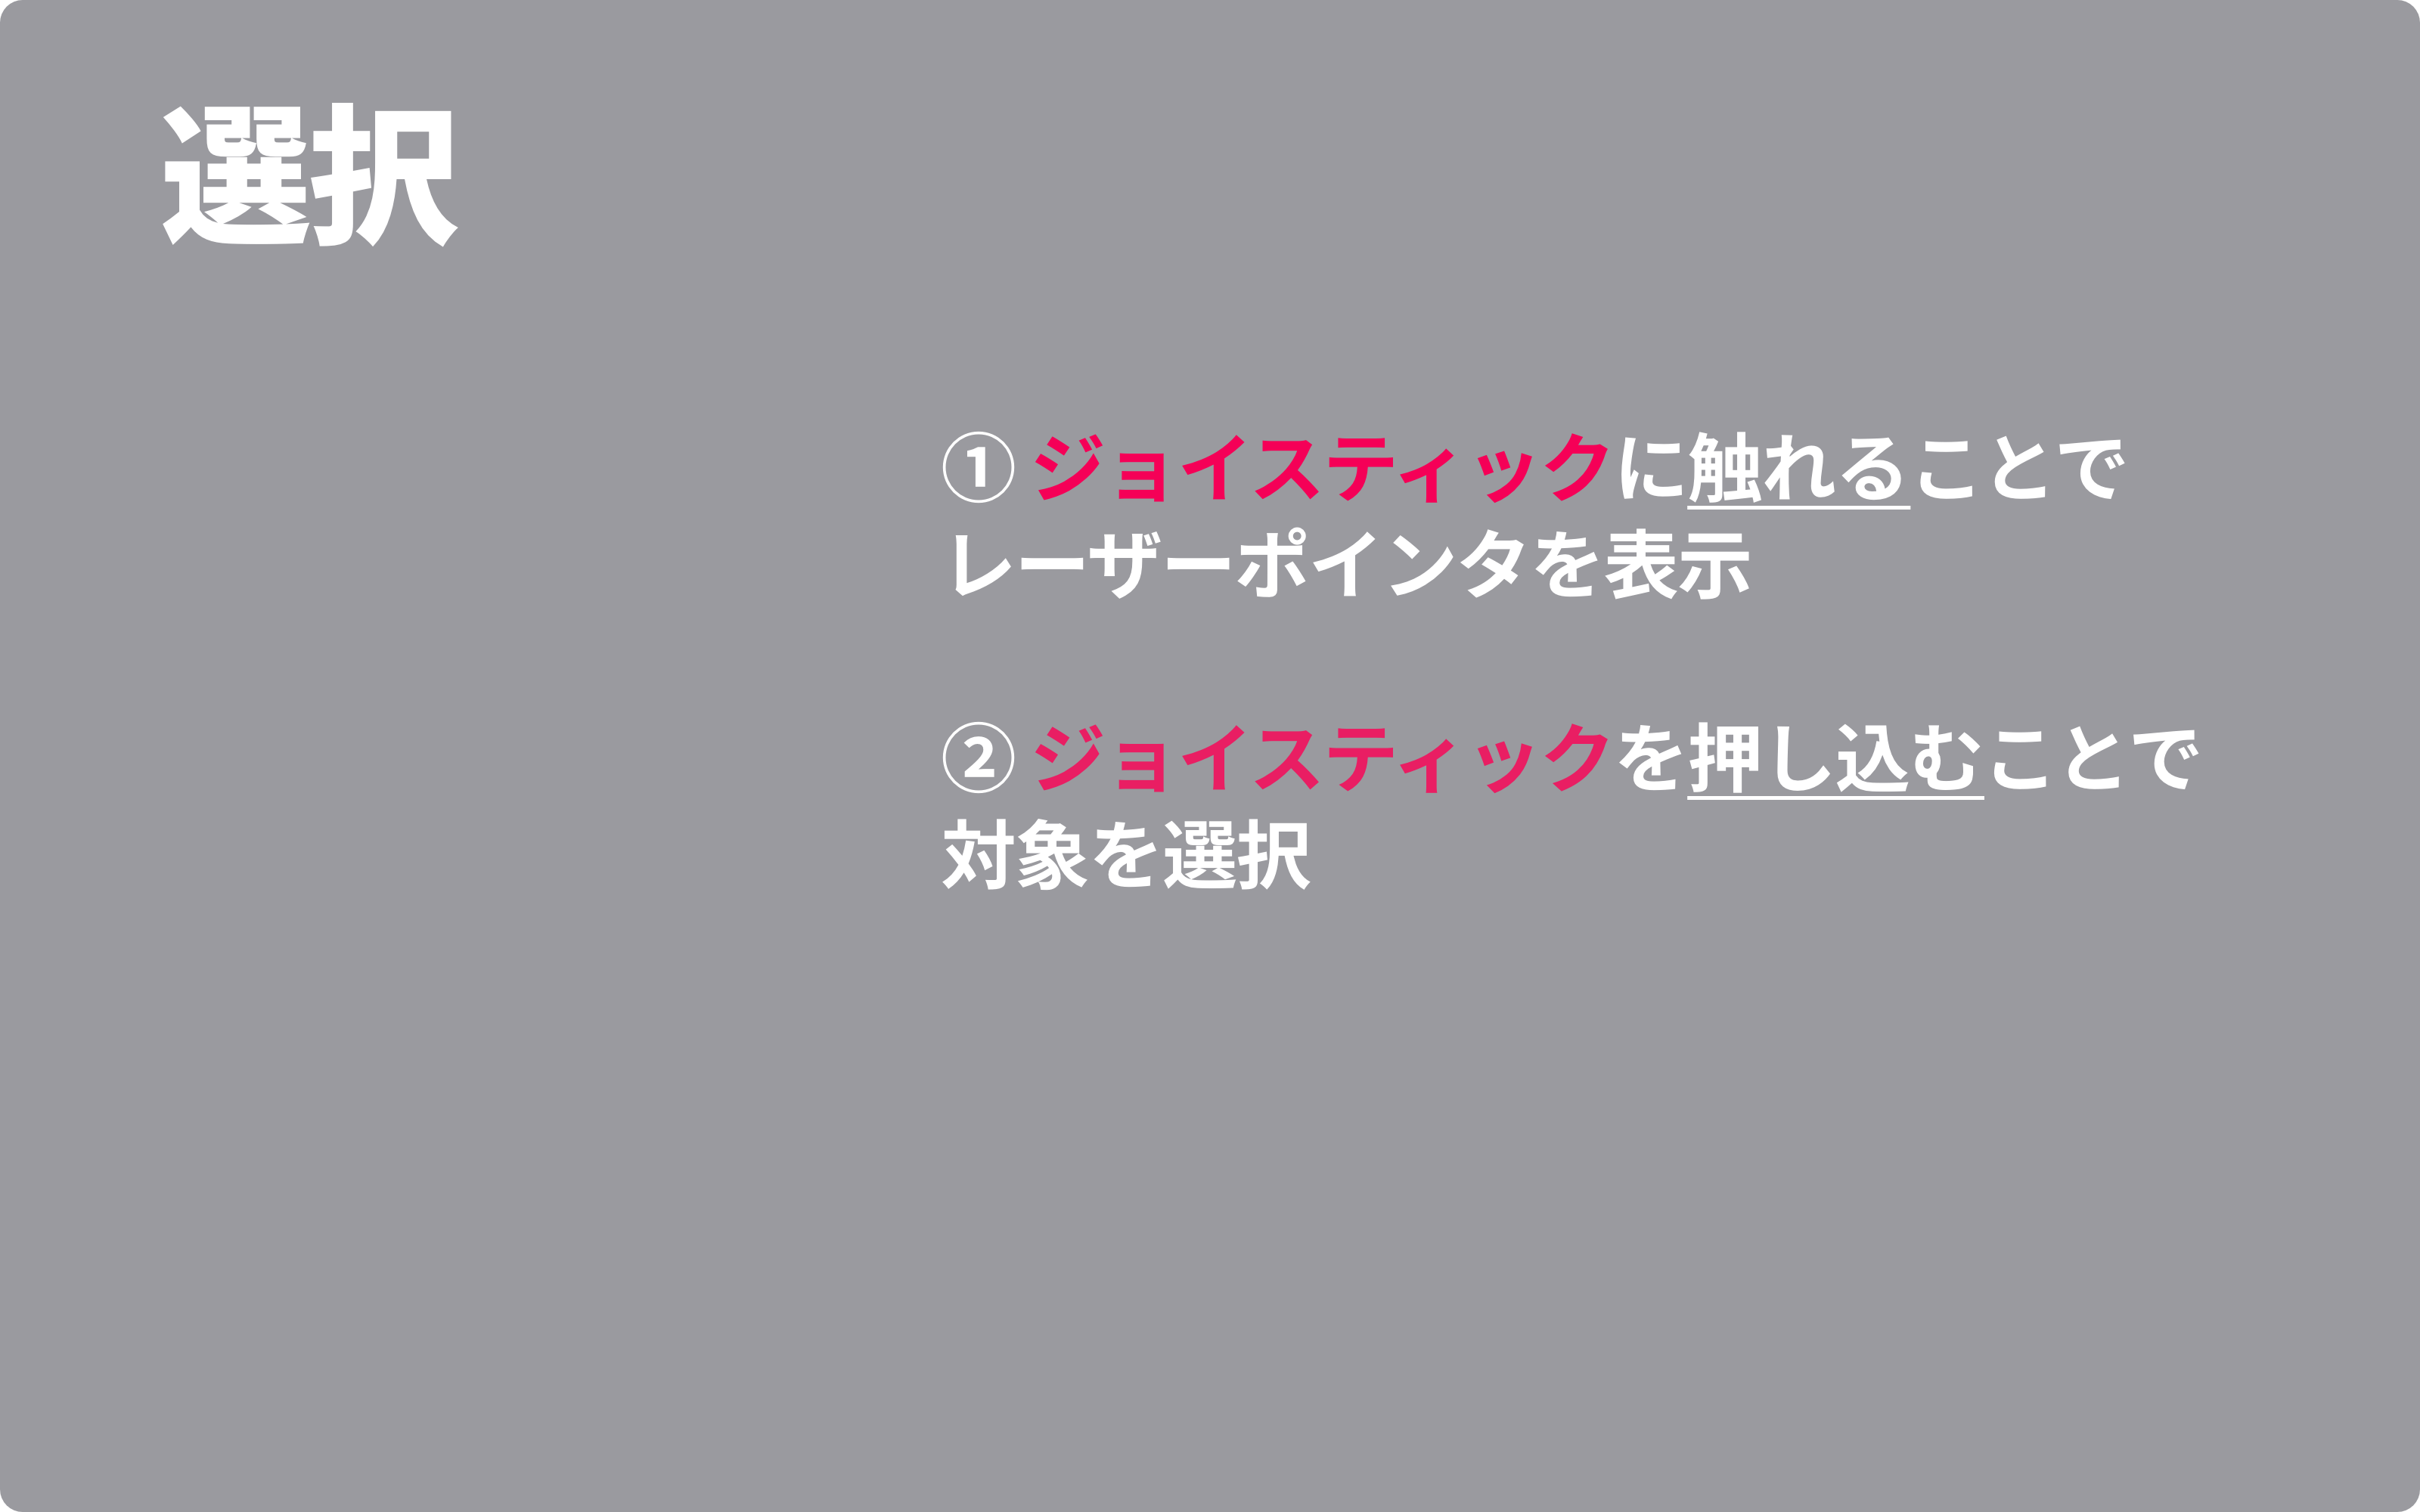 選択
① ジョイスティックに触れることで
レーザーポインタを表示
② ジョイスティックを押し込むことで
対象を選択